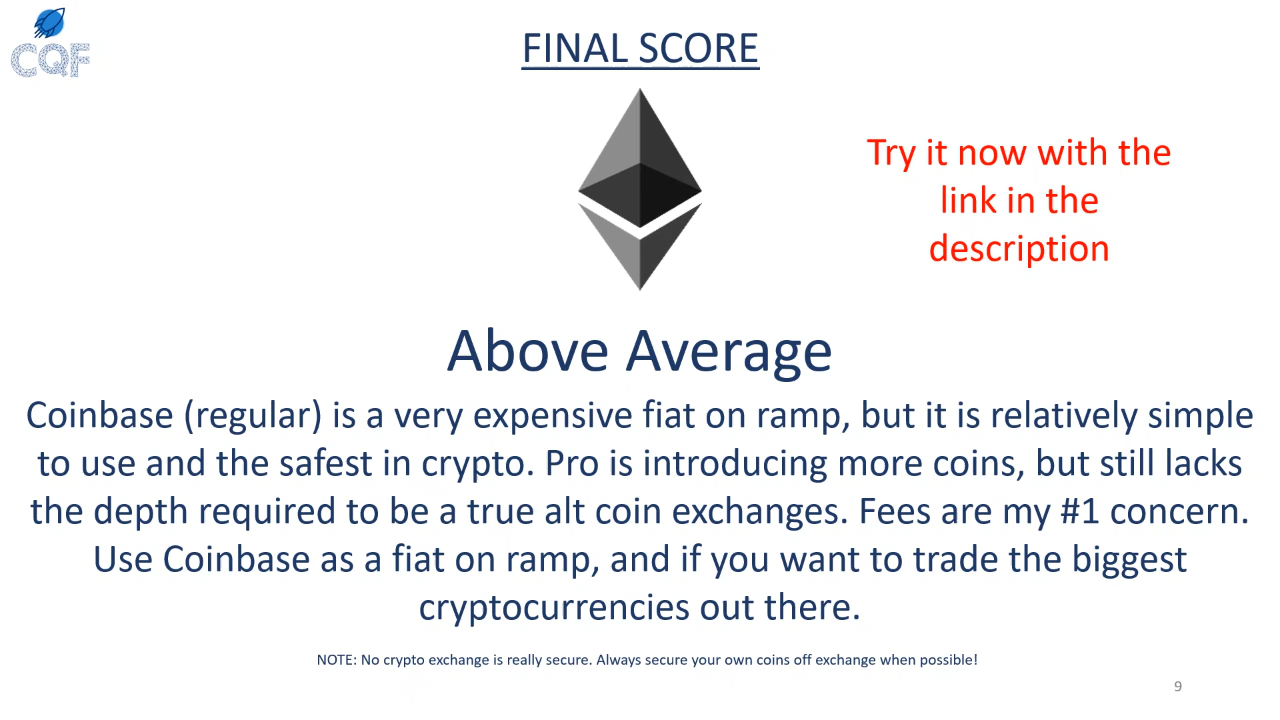 CQF
FINAL SCORE
Try it now with the
link in the
description
Above Average
Coinbase (regular) is a very expensive fiat on ramp, but it is relatively simple
to use and the safest in crypto. Pro is introducing more coins, but still lacks
the depth required to be a true alt coin exchanges. Fees are my #1 concern.
Use Coinbase as a fiat on ramp, and if you want to trade the biggest
cryptocurrencies out there.
NOTE: No crypto exchange is really secure. Always secure your own coins off exchange when possible!
9